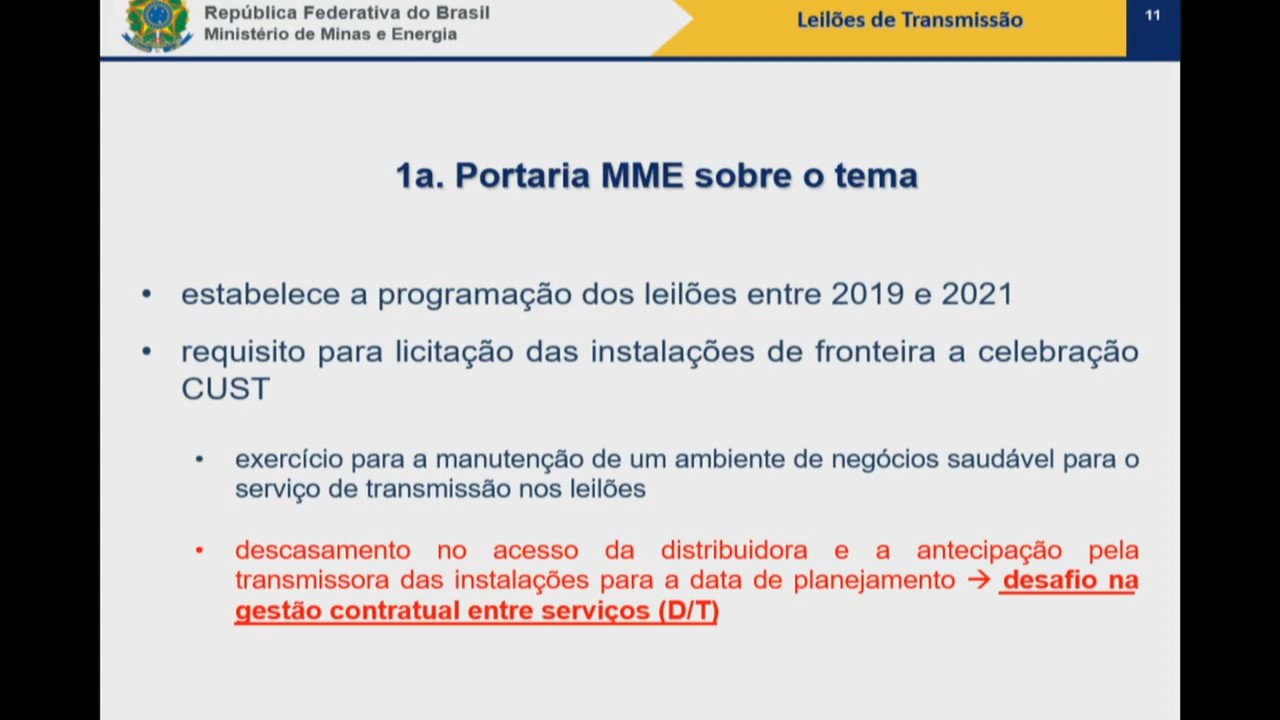 República Federativa do Brasil
Ministério de Minas e Energia
Leilões de Transmissão
11
1a. Portaria MME sobre o tema
• estabelece a programação dos leilões entre 2019 e 2021
• requisito para licitação das instalações de fronteira a celebração
CUST
• exercício para a manutenção de um ambiente de negócios saudável para o
serviço de transmissão nos leilões
• descasamento no acesso da distribuidora e a antecipação pela
transmissora das instalações para a data de planejamento → desafio na
gestão contratual entre serviços (D/T)